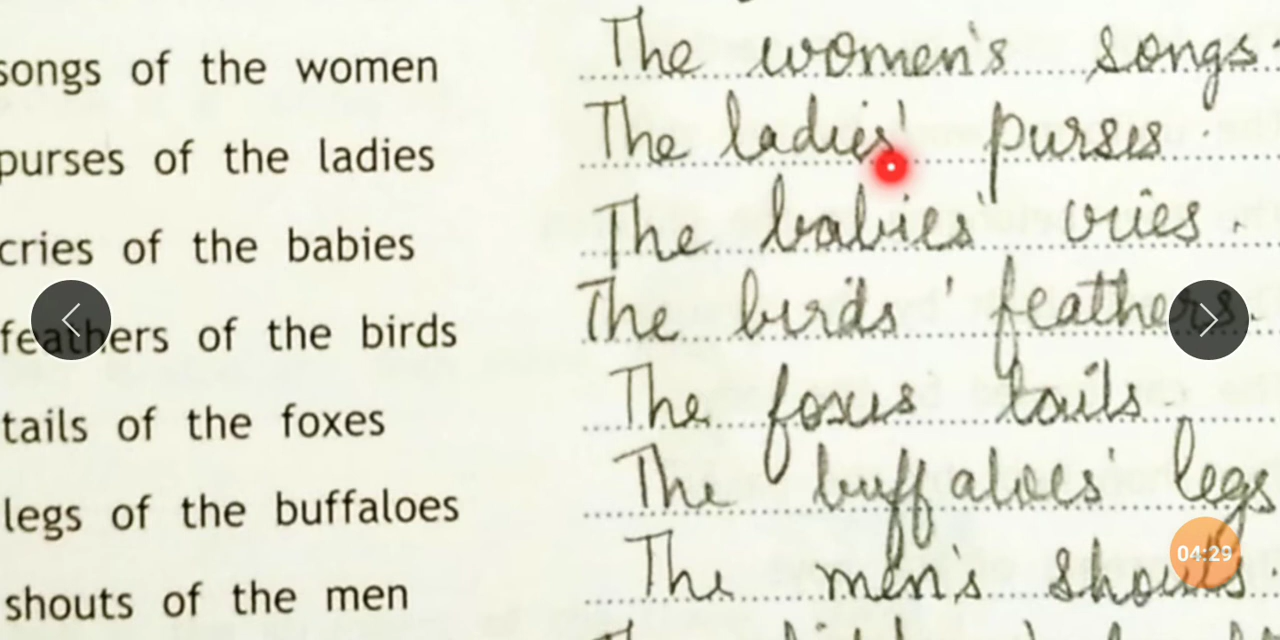 songs of the women The women's songs.
purses of the ladies The ladies' purses.
cries of the babies The babies' cries.
feathers of the birds The birds' feathers.
tails of the foxes The foxes tails.
legs of the buffaloes The buffaloes' legs
shouts of the men The men's shouts.
04:29